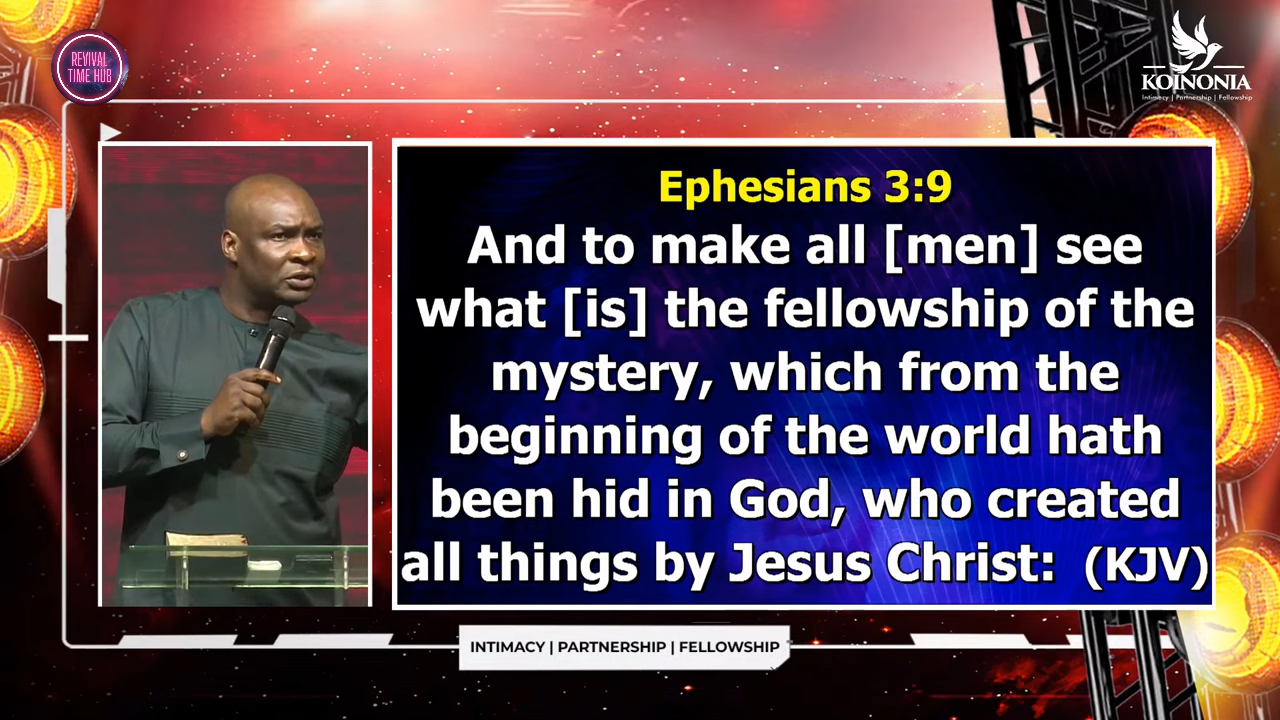 REVIVAL
TIME HUB
KOINONIA
Intimacy | Partnership | Fellowship
Ephesians 3:9
And to make all [men] see
what [is] the fellowship of the
mystery, which from the
beginning of the world hath
been hid in God, who created
all things by Jesus Christ:  (KJV)
INTIMACY | PARTNERSHIP | FELLOWSHIP